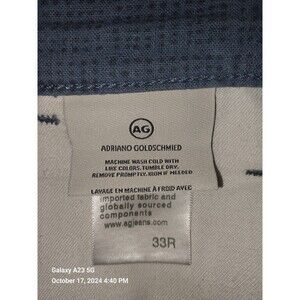 AG
ADRIANO GOLDSCHMIED
MACHINE WASH COLD WITH
LIKE COLORS. TUMBLE DRY.
REMOVE PROMPTLY. IRON IF NEEDED
LAVAGE EN MACHINE À FROID AVEC
imported fabric and
globally sourced
components
www.agjeans.com
33R
Galaxy A23 5G
October 17, 2024 4:40 PM